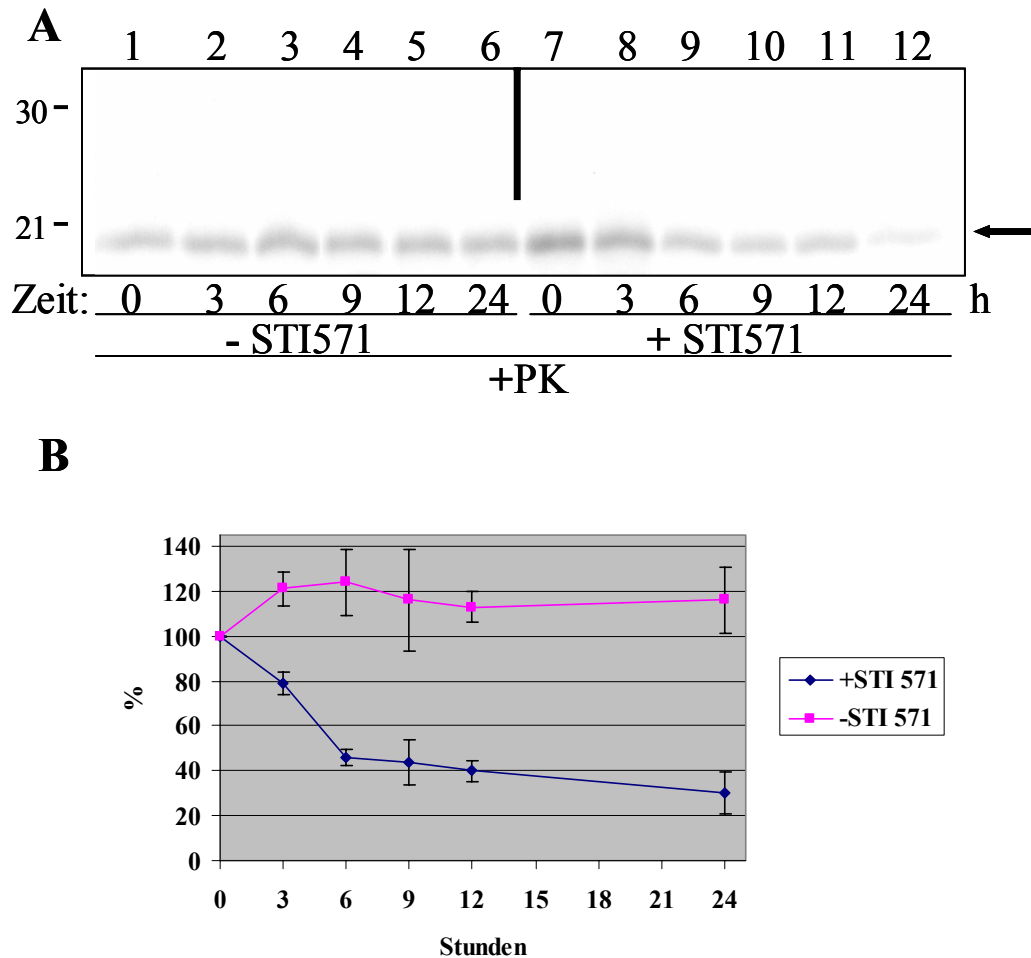 A
1 2 3 4 5 6 7 8 9 10 11 12
30
21
Zeit: 0 3 6 9 12 24 0 3 6 9 12 24 h
- STI571 + STI571
+PK
B
140
120
100
80
60
40
20
0
%
0 3 6 9 12 15 18 21 24
Stunden
+STI 571
-STI 571